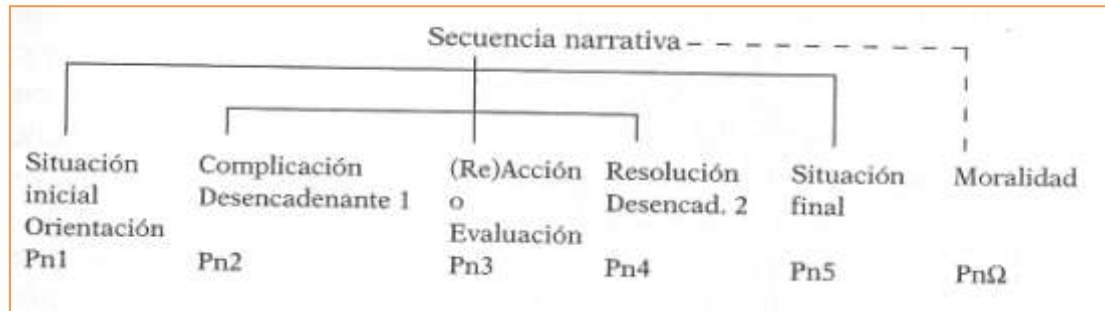 Secuencia narrativa
Situación inicial Orientación Pn1
Complicación Desencadenante 1 Pn2
(Re)Acción o Evaluación Pn3
Resolución Desencad. 2 Pn4
Situación final Pn5
Moralidad PnΩ